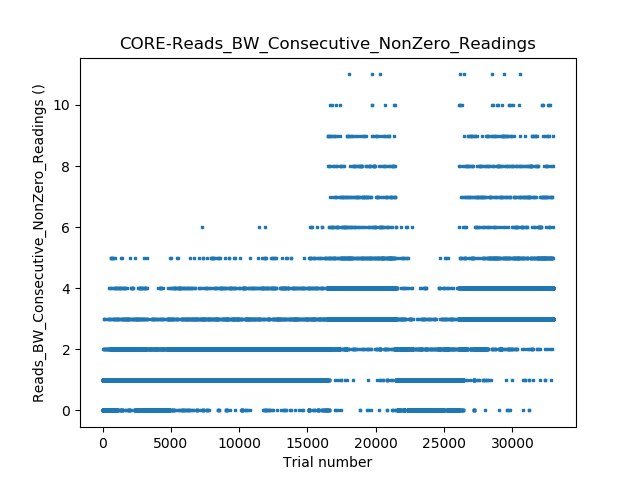 CORE-Reads_BW_Consecutive_NonZero_Readings
Reads_BW_Consecutive_NonZero_Readings ()
10
8
6
4
2
0
0 5000 10000 15000 20000 25000 30000
Trial number